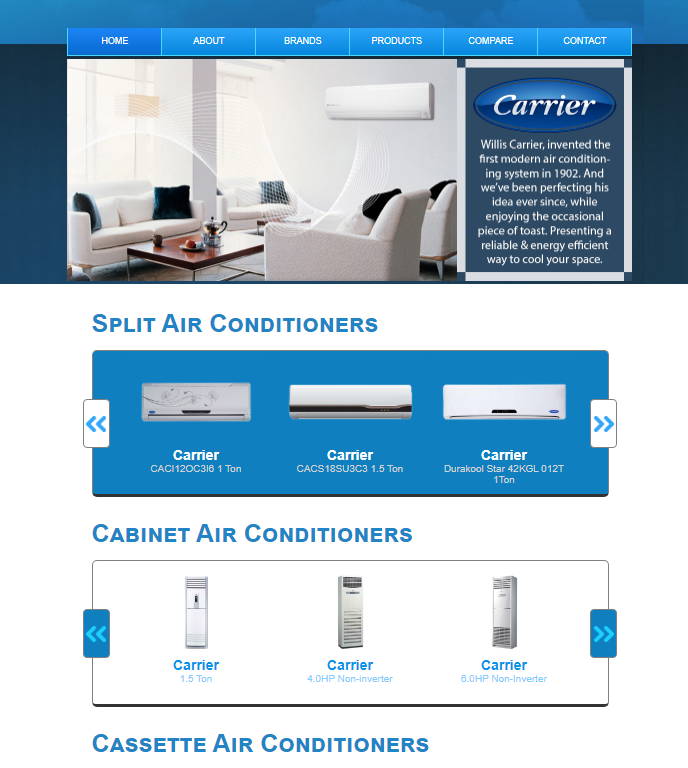 HOME ABOUT BRANDS PRODUCTS COMPARE CONTACT
Carrier
Willis Carrier, invented the
first modern air condition-
ing system in 1902. And
we've been perfecting his
idea ever since, while
enjoying the occasional
piece of toast. Presenting a
reliable & energy efficient
way to cool your space.
Split Air Conditioners
Carrier Carrier Carrier
CACI12OC3I6 1 Ton CACS18SU3C3 1.5 Ton Durakool Star 42KGL 012T
1Ton
Cabinet Air Conditioners
Carrier Carrier Carrier
1.5 Ton 4.0HP Non-inverter 6.0HP Non-Inverter
Cassette Air Conditioners